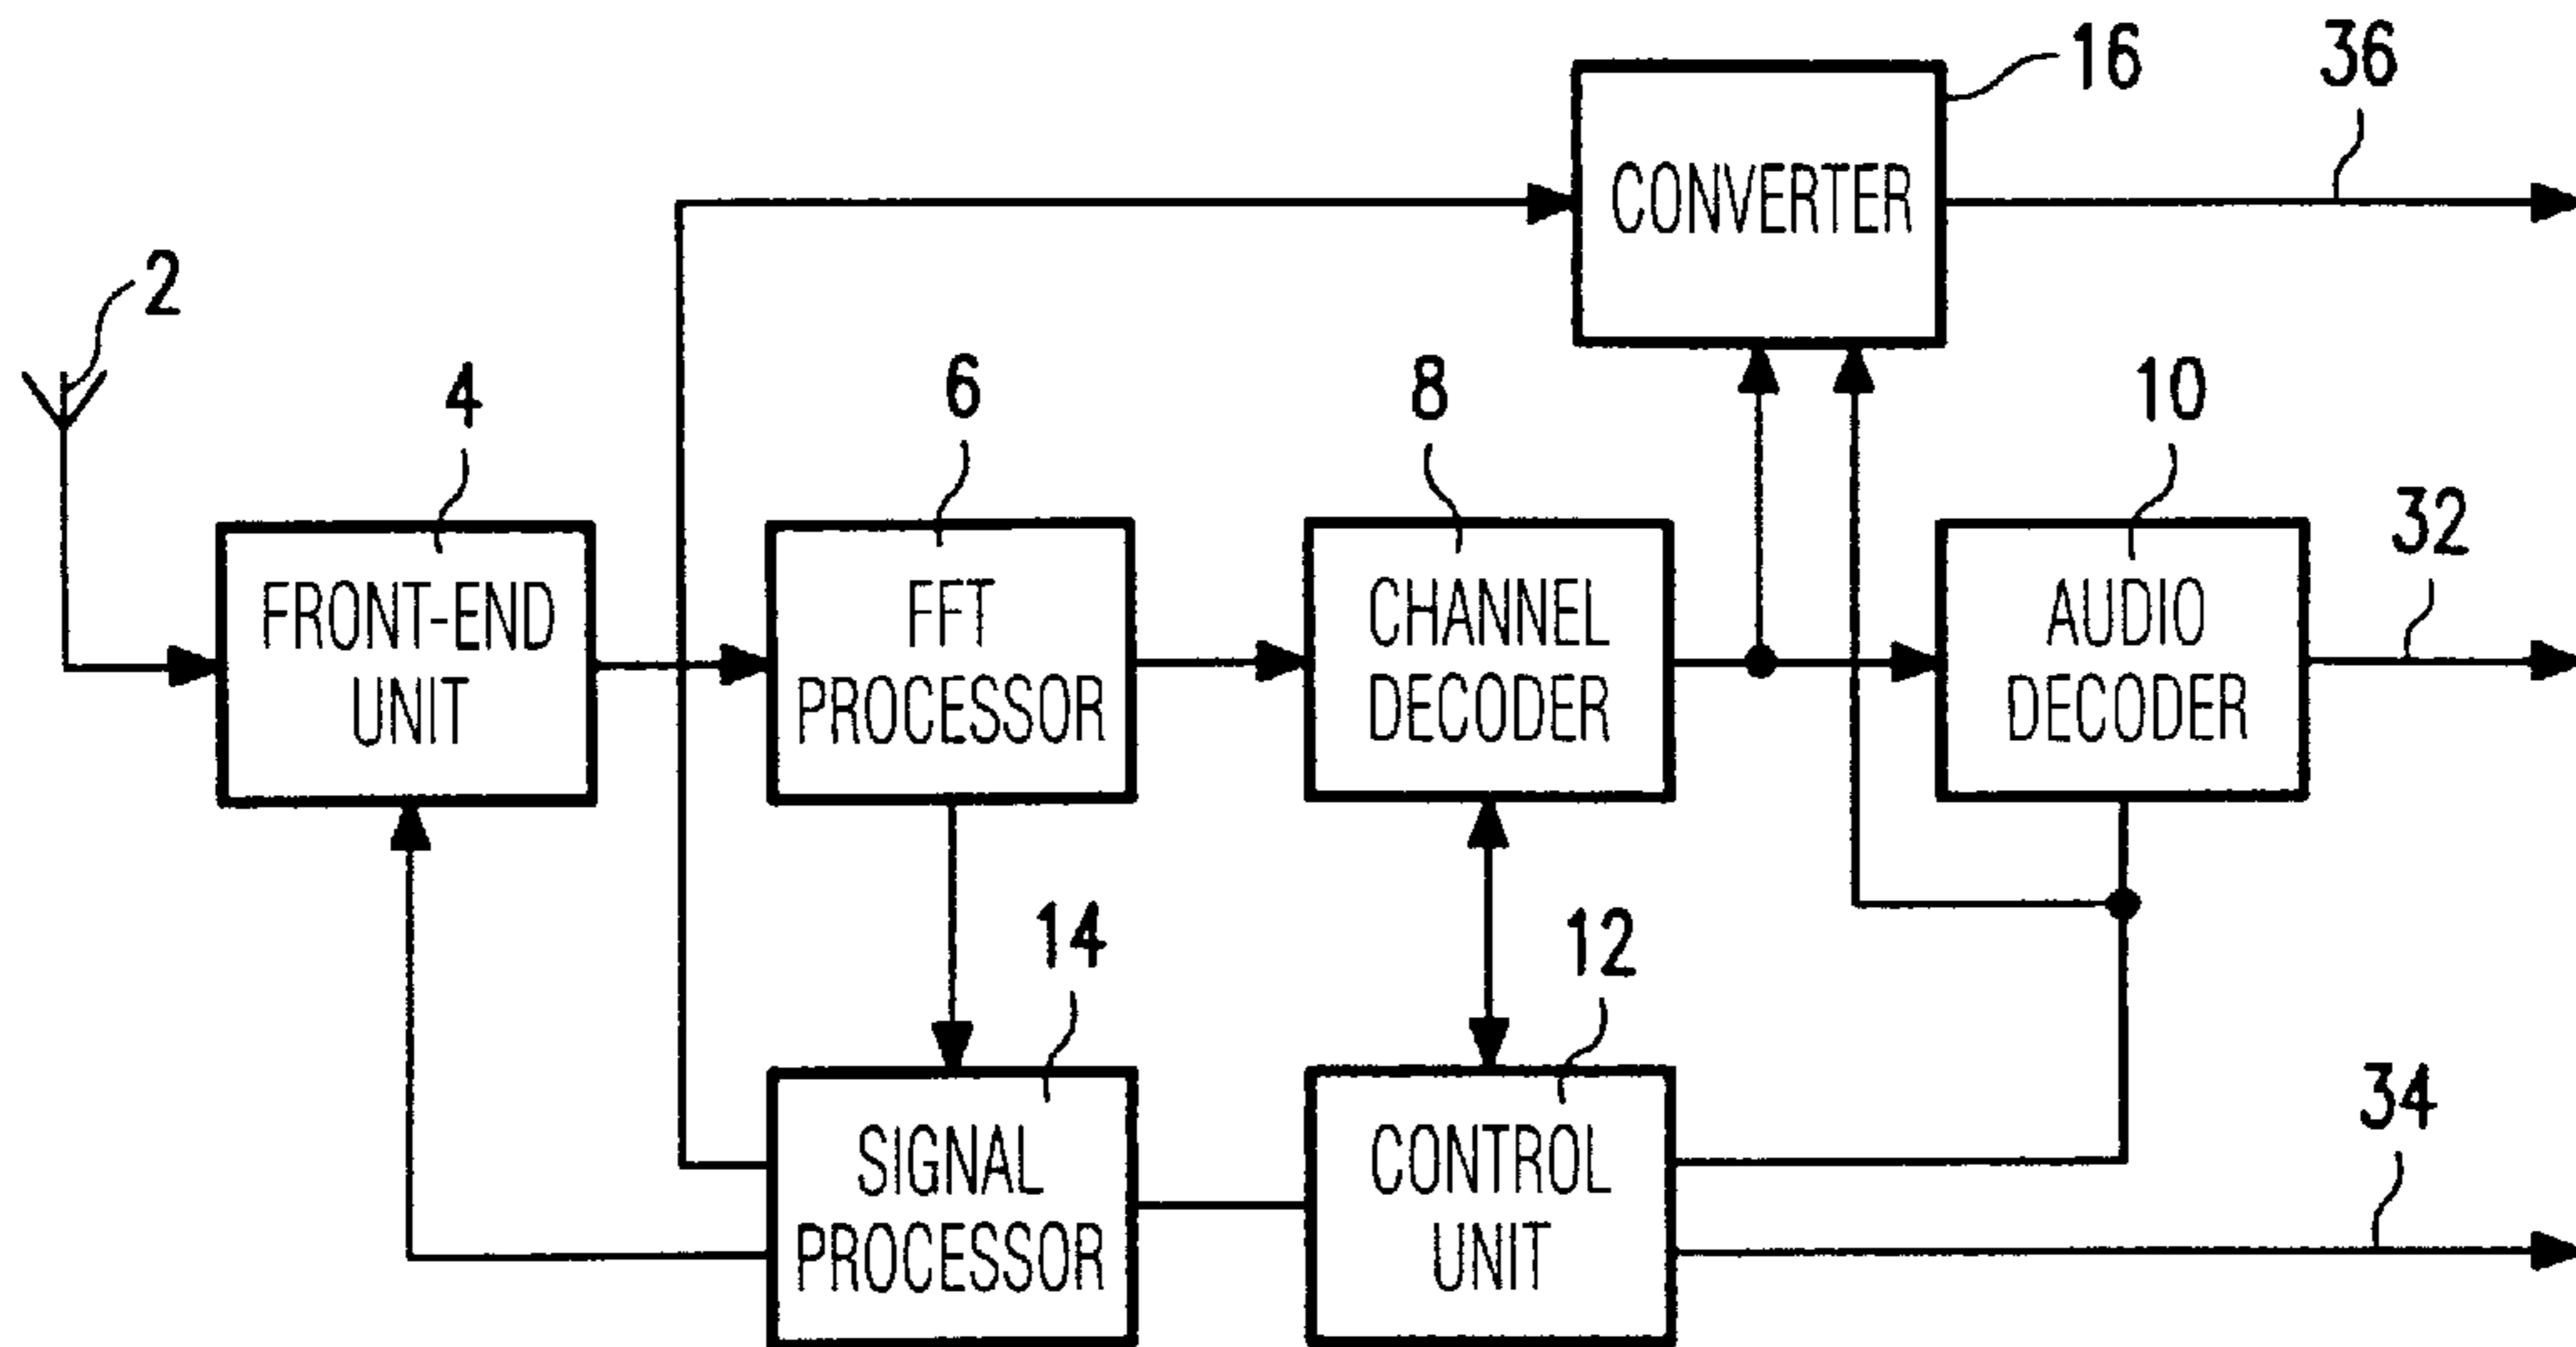 16
36
CONVERTER
2
4
6
8
10
32
FRONT-END
UNIT
FFT
PROCESSOR
CHANNEL
DECODER
AUDIO
DECODER
14
12
34
SIGNAL
PROCESSOR
CONTROL
UNIT